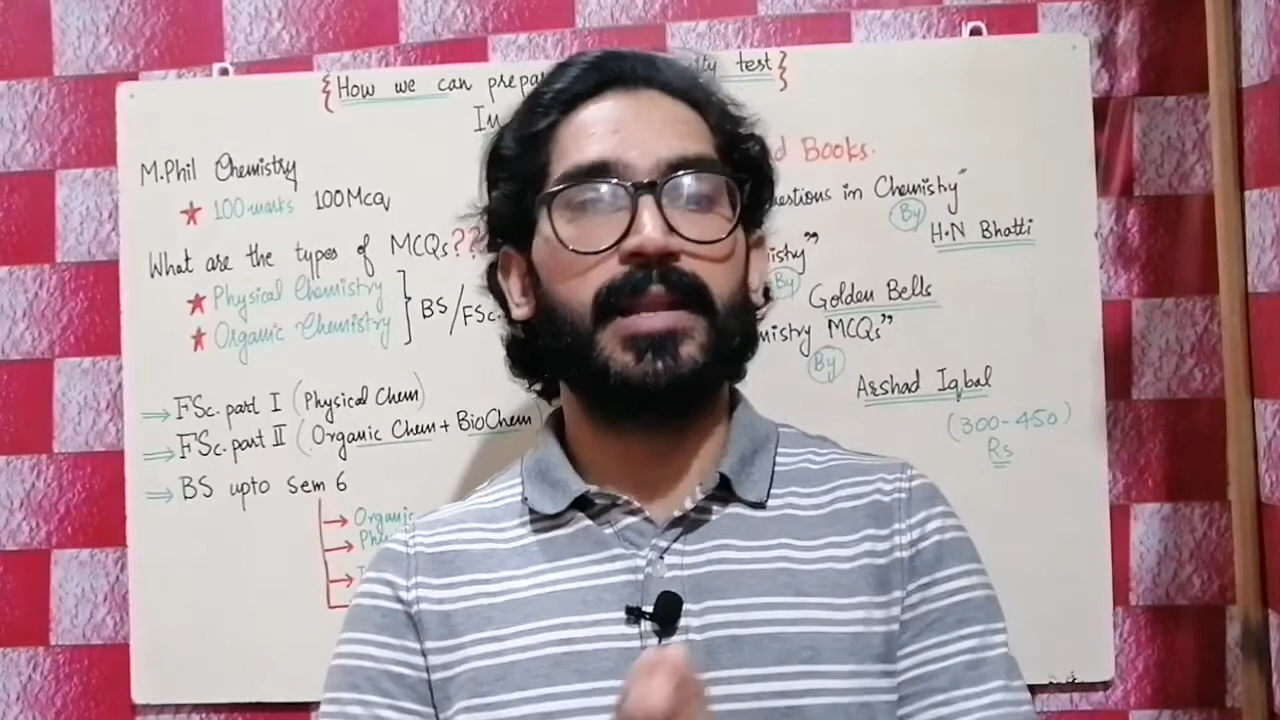 {How we can prepa ty test}
In
M.Phil Chemistry
★ 100 marks 100 Mcq
What are the types of MCQs??
★ Physical Chemistry
★ Organic Chemistry
BS/FSc.
⇒ FSc. part I (Physical Chem)
⇒ FSc. part II (Organic Chem + BioChem)
⇒ BS upto Sem 6
→ Organic
d Books.
uestions in Chemistry"
By
H.N Bhatti
istry"
By
Golden Bells
mistry MCQs"
By
Arshad Iqbal
(300-450)
Rs